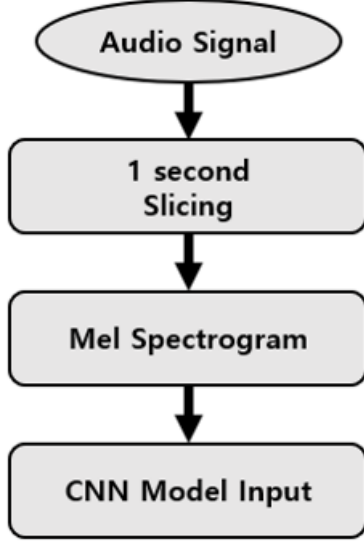 Audio Signal
1 second
Slicing
Mel Spectrogram
CNN Model Input